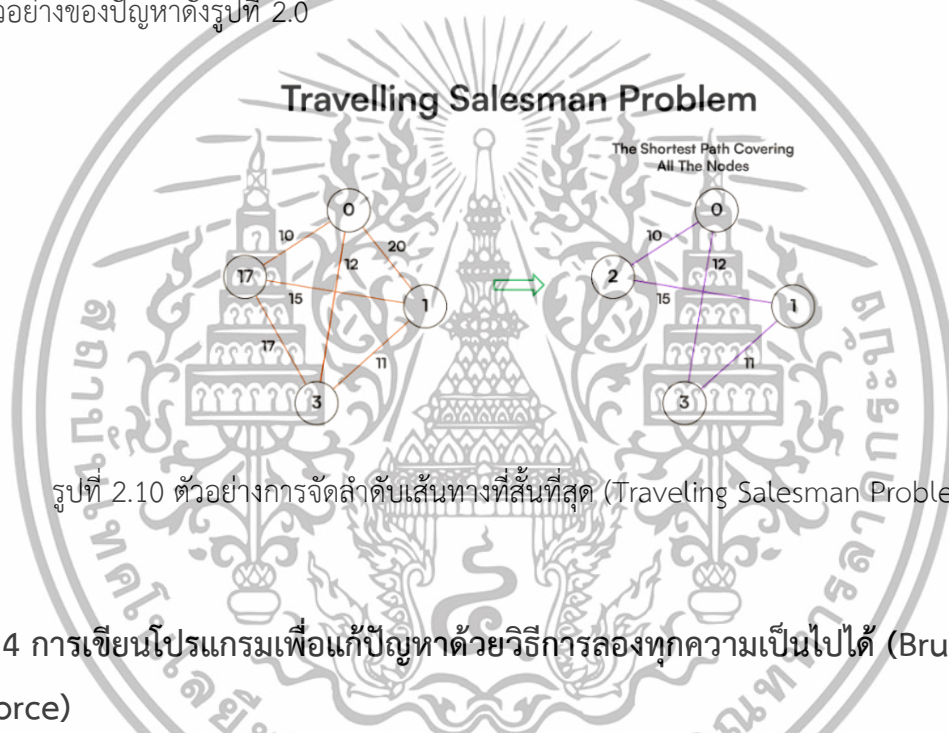 วอย่างของปัญหาดังรูปที่ 2.0
Travelling Salesman Problem
The Shortest Path Covering
All The Nodes
0
10
20
12
17
15
1
17
11
3
0
10
12
2
15
1
11
3
รูปที่ 2.10 ตัวอย่างการจัดลำดับเส้นทางที่สั้นที่สุด (Traveling Salesman Proble
4 การเขียนโปรแกรมเพื่อแก้ปัญหาด้วยวิธีการลองทุกความเป็นไปได้ (Bru
orce)